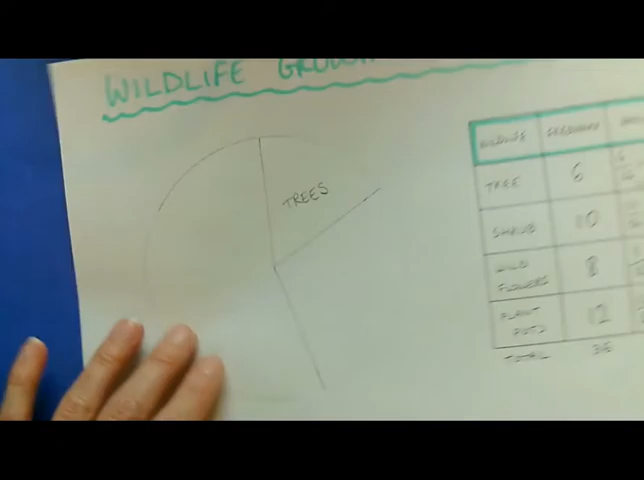 WILDLIFE
TREES
WILDLIFE FREQUENCY
TREE 6
SHRUB 10
WILD FLOWERS 8
PLANT POTS 12
TOTAL 36